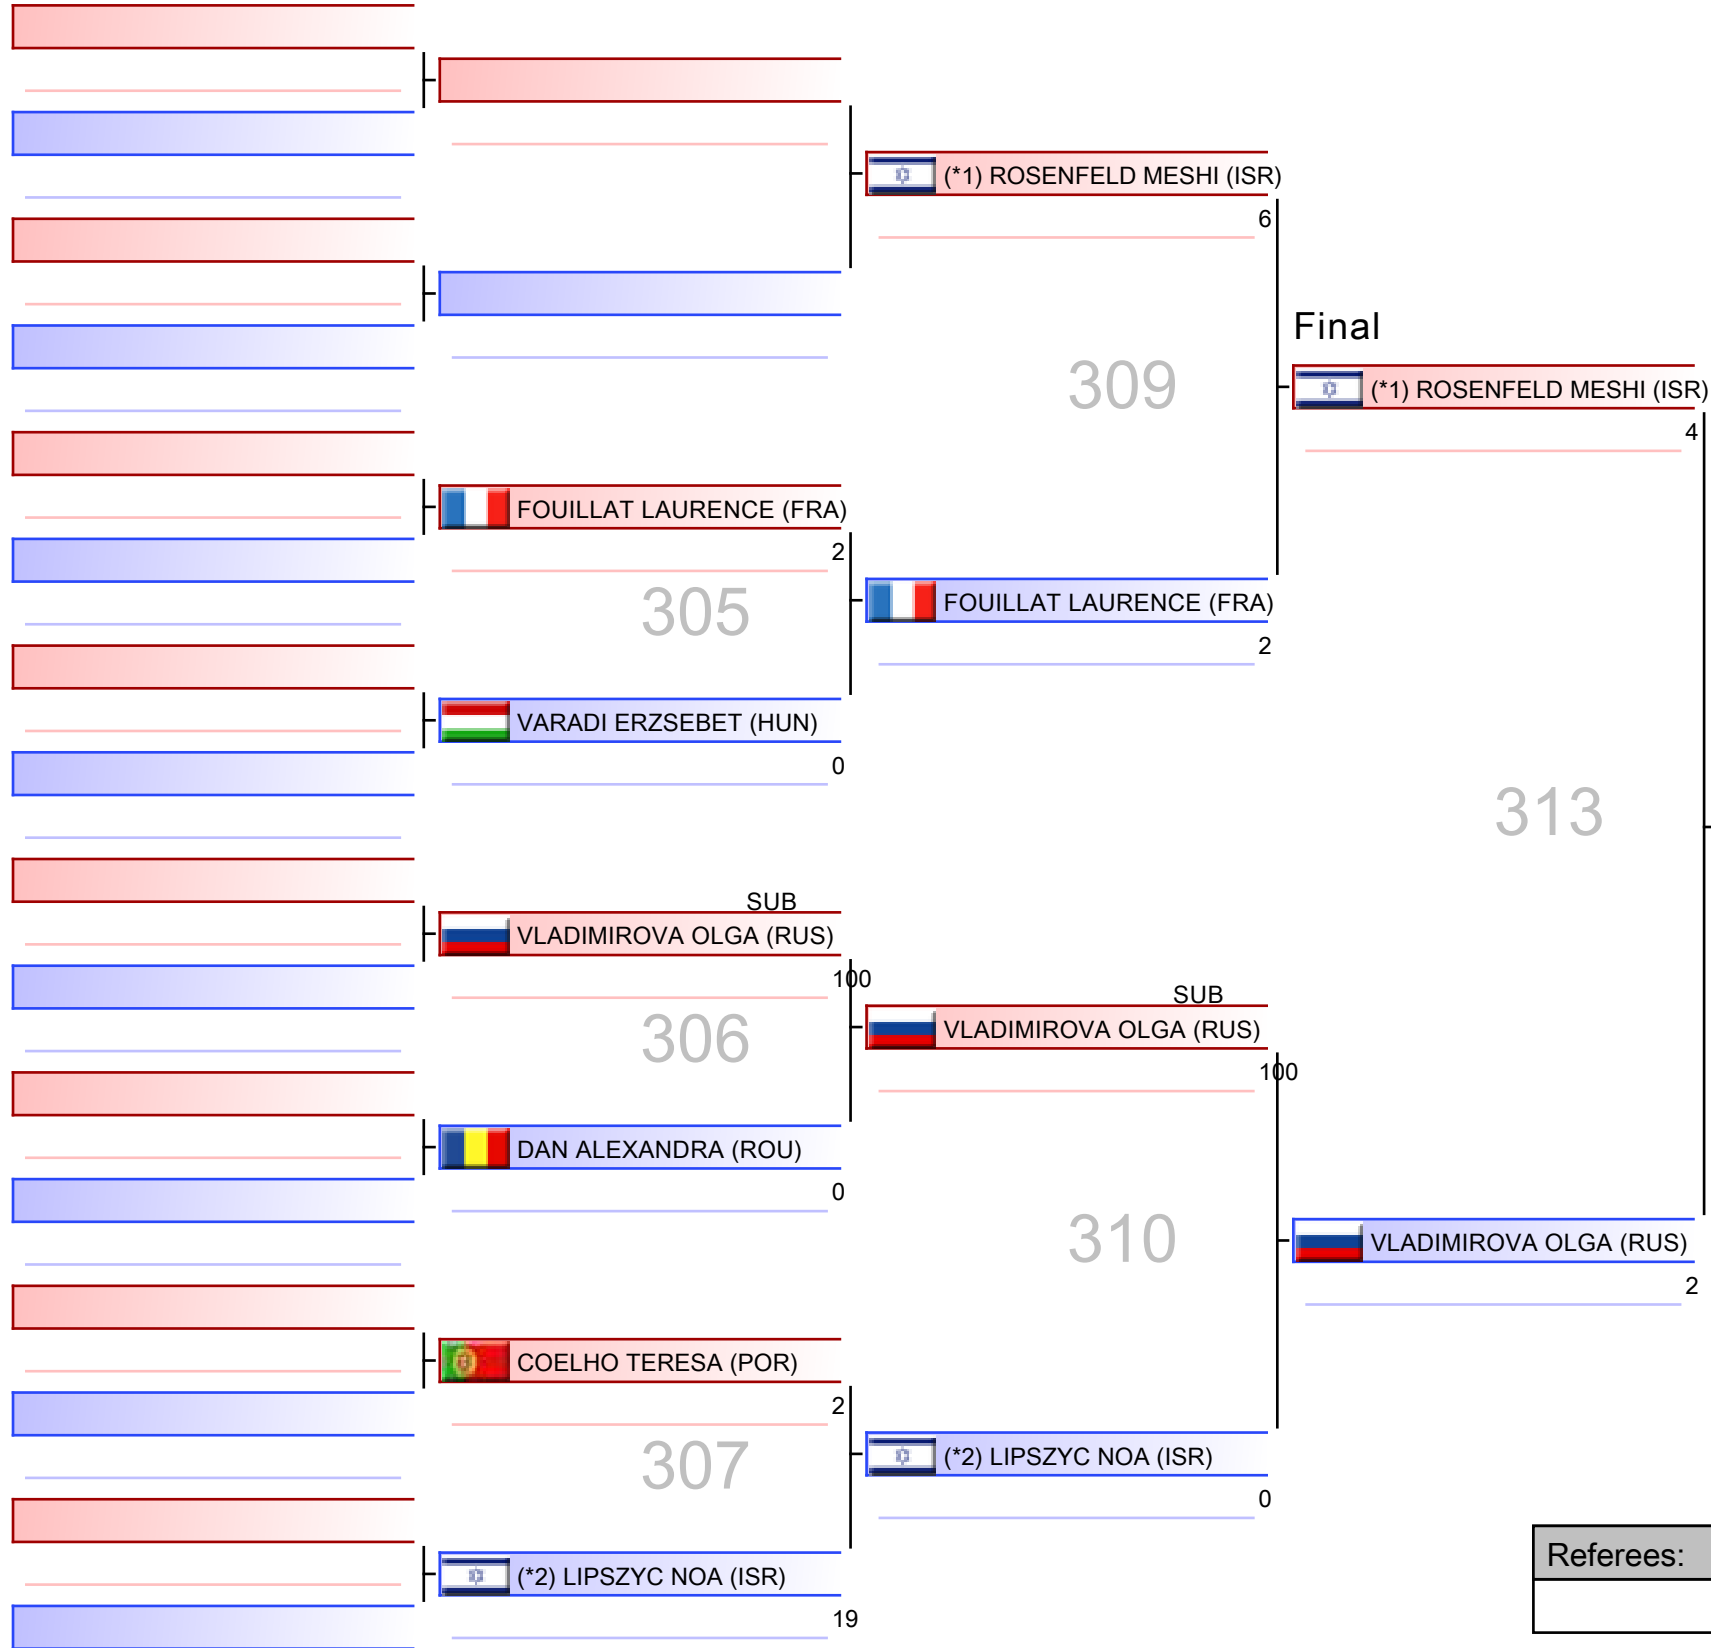 (*1) ROSENFELD MESHI (ISR)
6
Final
309
(*1) ROSENFELD MESHI (ISR)
4
FOUILLAT LAURENCE (FRA)
2
305
FOUILLAT LAURENCE (FRA)
2
VARADI ERZSEBET (HUN)
0
313
SUB
VLADIMIROVA OLGA (RUS)
100
306
SUB
VLADIMIROVA OLGA (RUS)
100
DAN ALEXANDRA (ROU)
0
310
VLADIMIROVA OLGA (RUS)
2
COELHO TERESA (POR)
2
307
(*2) LIPSZYC NOA (ISR)
0
(*2) LIPSZYC NOA (ISR)
19
Referees: